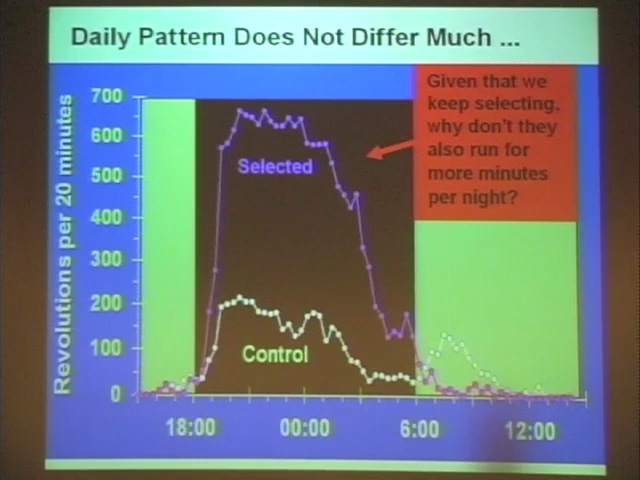 Daily Pattern Does Not Differ Much ...
Given that we
keep selecting,
why don't they
also run for
more minutes
per night?
Revolutions per 20 minutes
700
600
500
400
300
200
100
0
Selected
Control
18:00
00:00
6:00
12:00